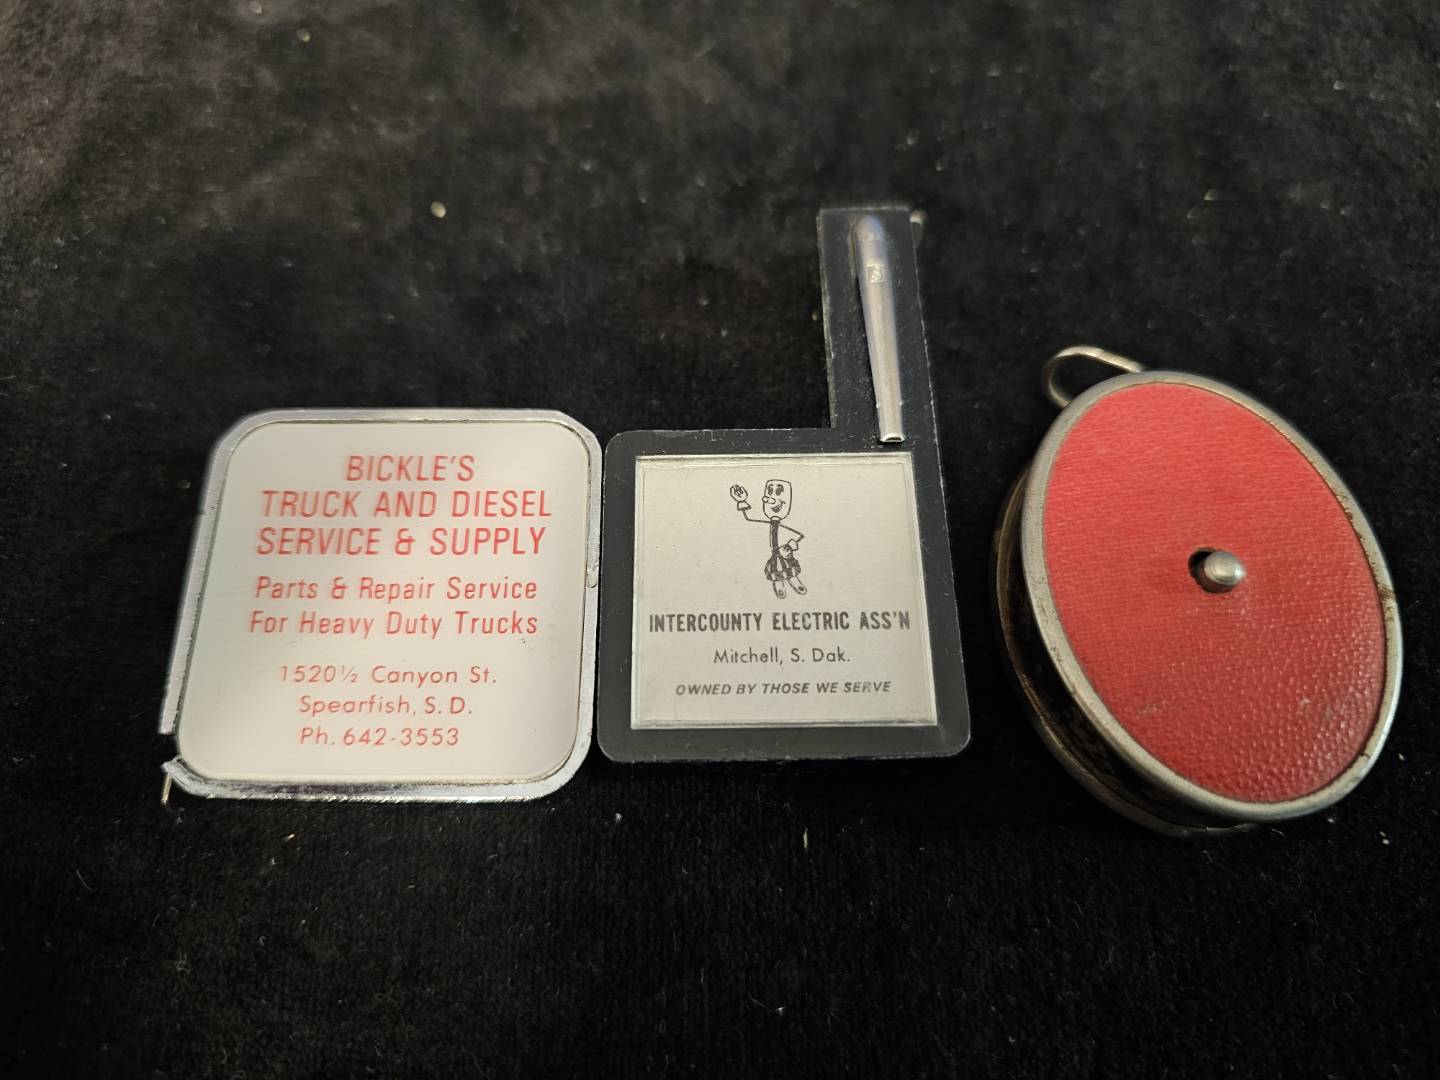 BICKLE'S
TRUCK AND DIESEL
SERVICE & SUPPLY
Parts & Repair Service
For Heavy Duty Trucks
1520½ Canyon St.
Spearfish, S. D.
Ph. 642-3553
INTERCOUNTY ELECTRIC ASS'N
Mitchell, S. Dak.
OWNED BY THOSE WE SERVE